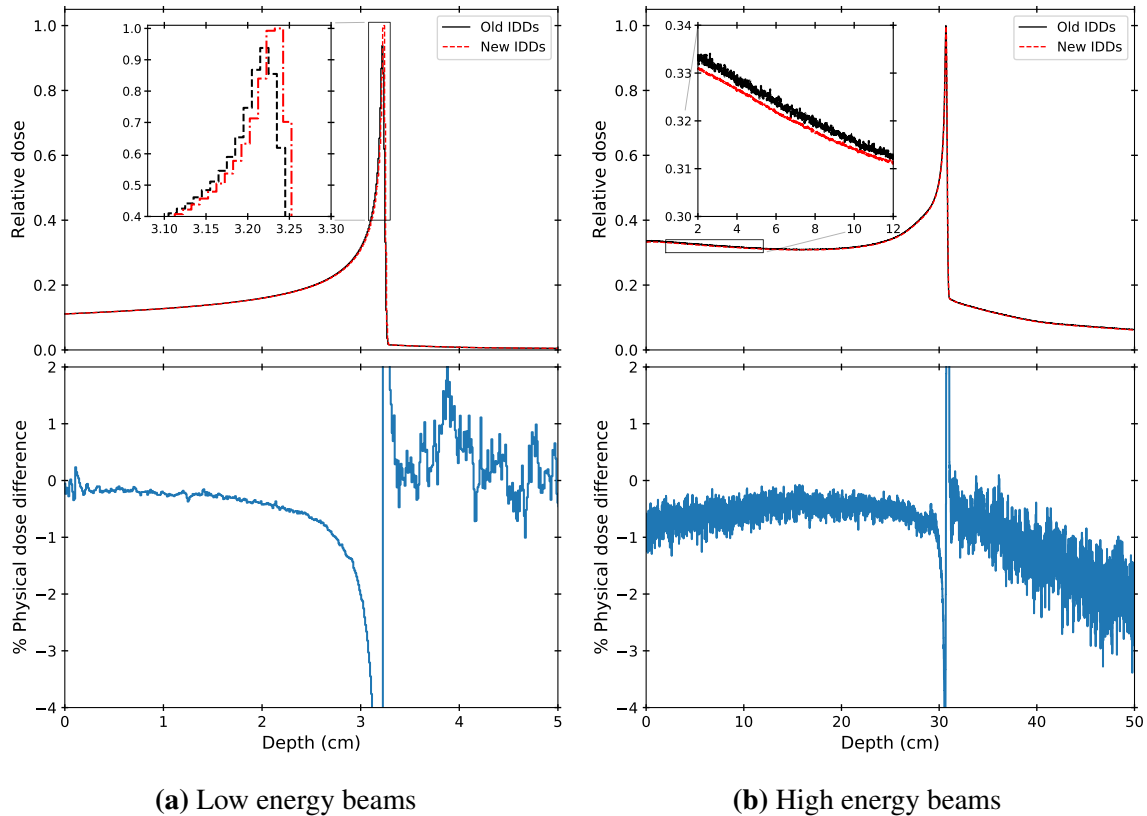 1.0
0.8
0.6
0.4
0.2
0.0
Relative dose
1.0
0.9
0.8
0.7
0.6
0.5
0.4
3.10 3.15 3.20 3.25 3.30
Old IDDs
New IDDs
1.0
0.8
0.6
0.4
0.2
0.0
Relative dose
0.34
0.33
0.32
0.31
0.30
2 4 6 8 10 12
Old IDDs
New IDDs
2
1
0
−1
−2
−3
−4
% Physical dose difference
0 1 2 3 4 5
Depth (cm)
2
1
0
−1
−2
−3
−4
% Physical dose difference
0 10 20 30 40 50
Depth (cm)
(a) Low energy beams
(b) High energy beams